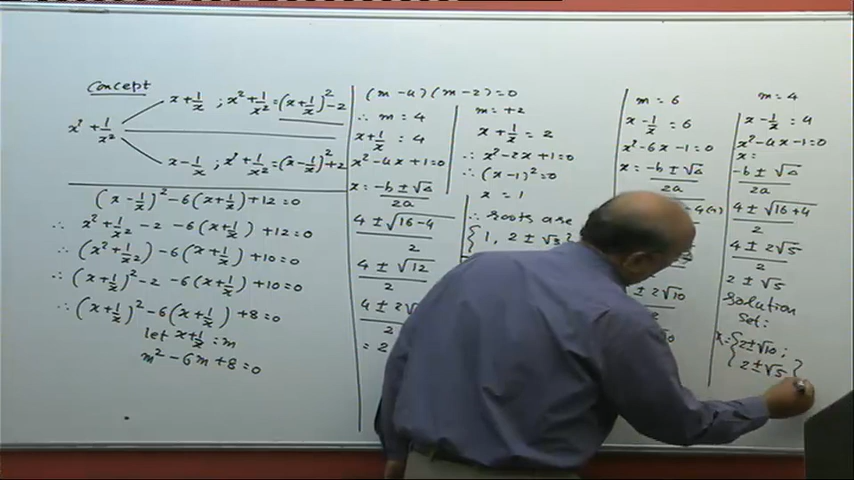 Concept
x² + 1/x²
x + 1/x ; x² + 1/x² = (x + 1/x)² - 2
x - 1/x ; x² + 1/x² = (x - 1/x)² + 2
(x - 1/x)² - 6(x + 1/x) + 12 = 0
∴ x² + 1/x² - 2 - 6(x + 1/x) + 12 = 0
∴ (x² + 1/x²) - 6(x + 1/x) + 10 = 0
∴ (x + 1/x)² - 2 - 6(x + 1/x) + 10 = 0
∴ (x + 1/x)² - 6(x + 1/x) + 8 = 0
let x + 1/x = m
m² - 6m + 8 = 0
(m - 4)(m - 2) = 0
∴ m = 4
x + 1/x = 4
x² - 4x + 1 = 0
x = -b ± √Δ / 2a
4 ± √16 - 4 / 2
4 ± √12 / 2
4 ± 2√ / 2
= 2
m = +2
x + 1/x = 2
∴ x² - 2x + 1 = 0
∴ (x - 1)² = 0
x = 1
∴ roots are
{1, 2 ± √3}
m = 6
x - 1/x = 6
x² - 6x - 1 = 0
x = -b ± √Δ / 2a
± 2√10
m = 4
x - 1/x = 4
x² - 4x - 1 = 0
x =
-b ± √Δ / 2a
4 ± √16 + 4 / 2
4 ± 2√5 / 2
2 ± √5
Solution
Set:
x = {2 ± √10 ;
2 ± √5 }